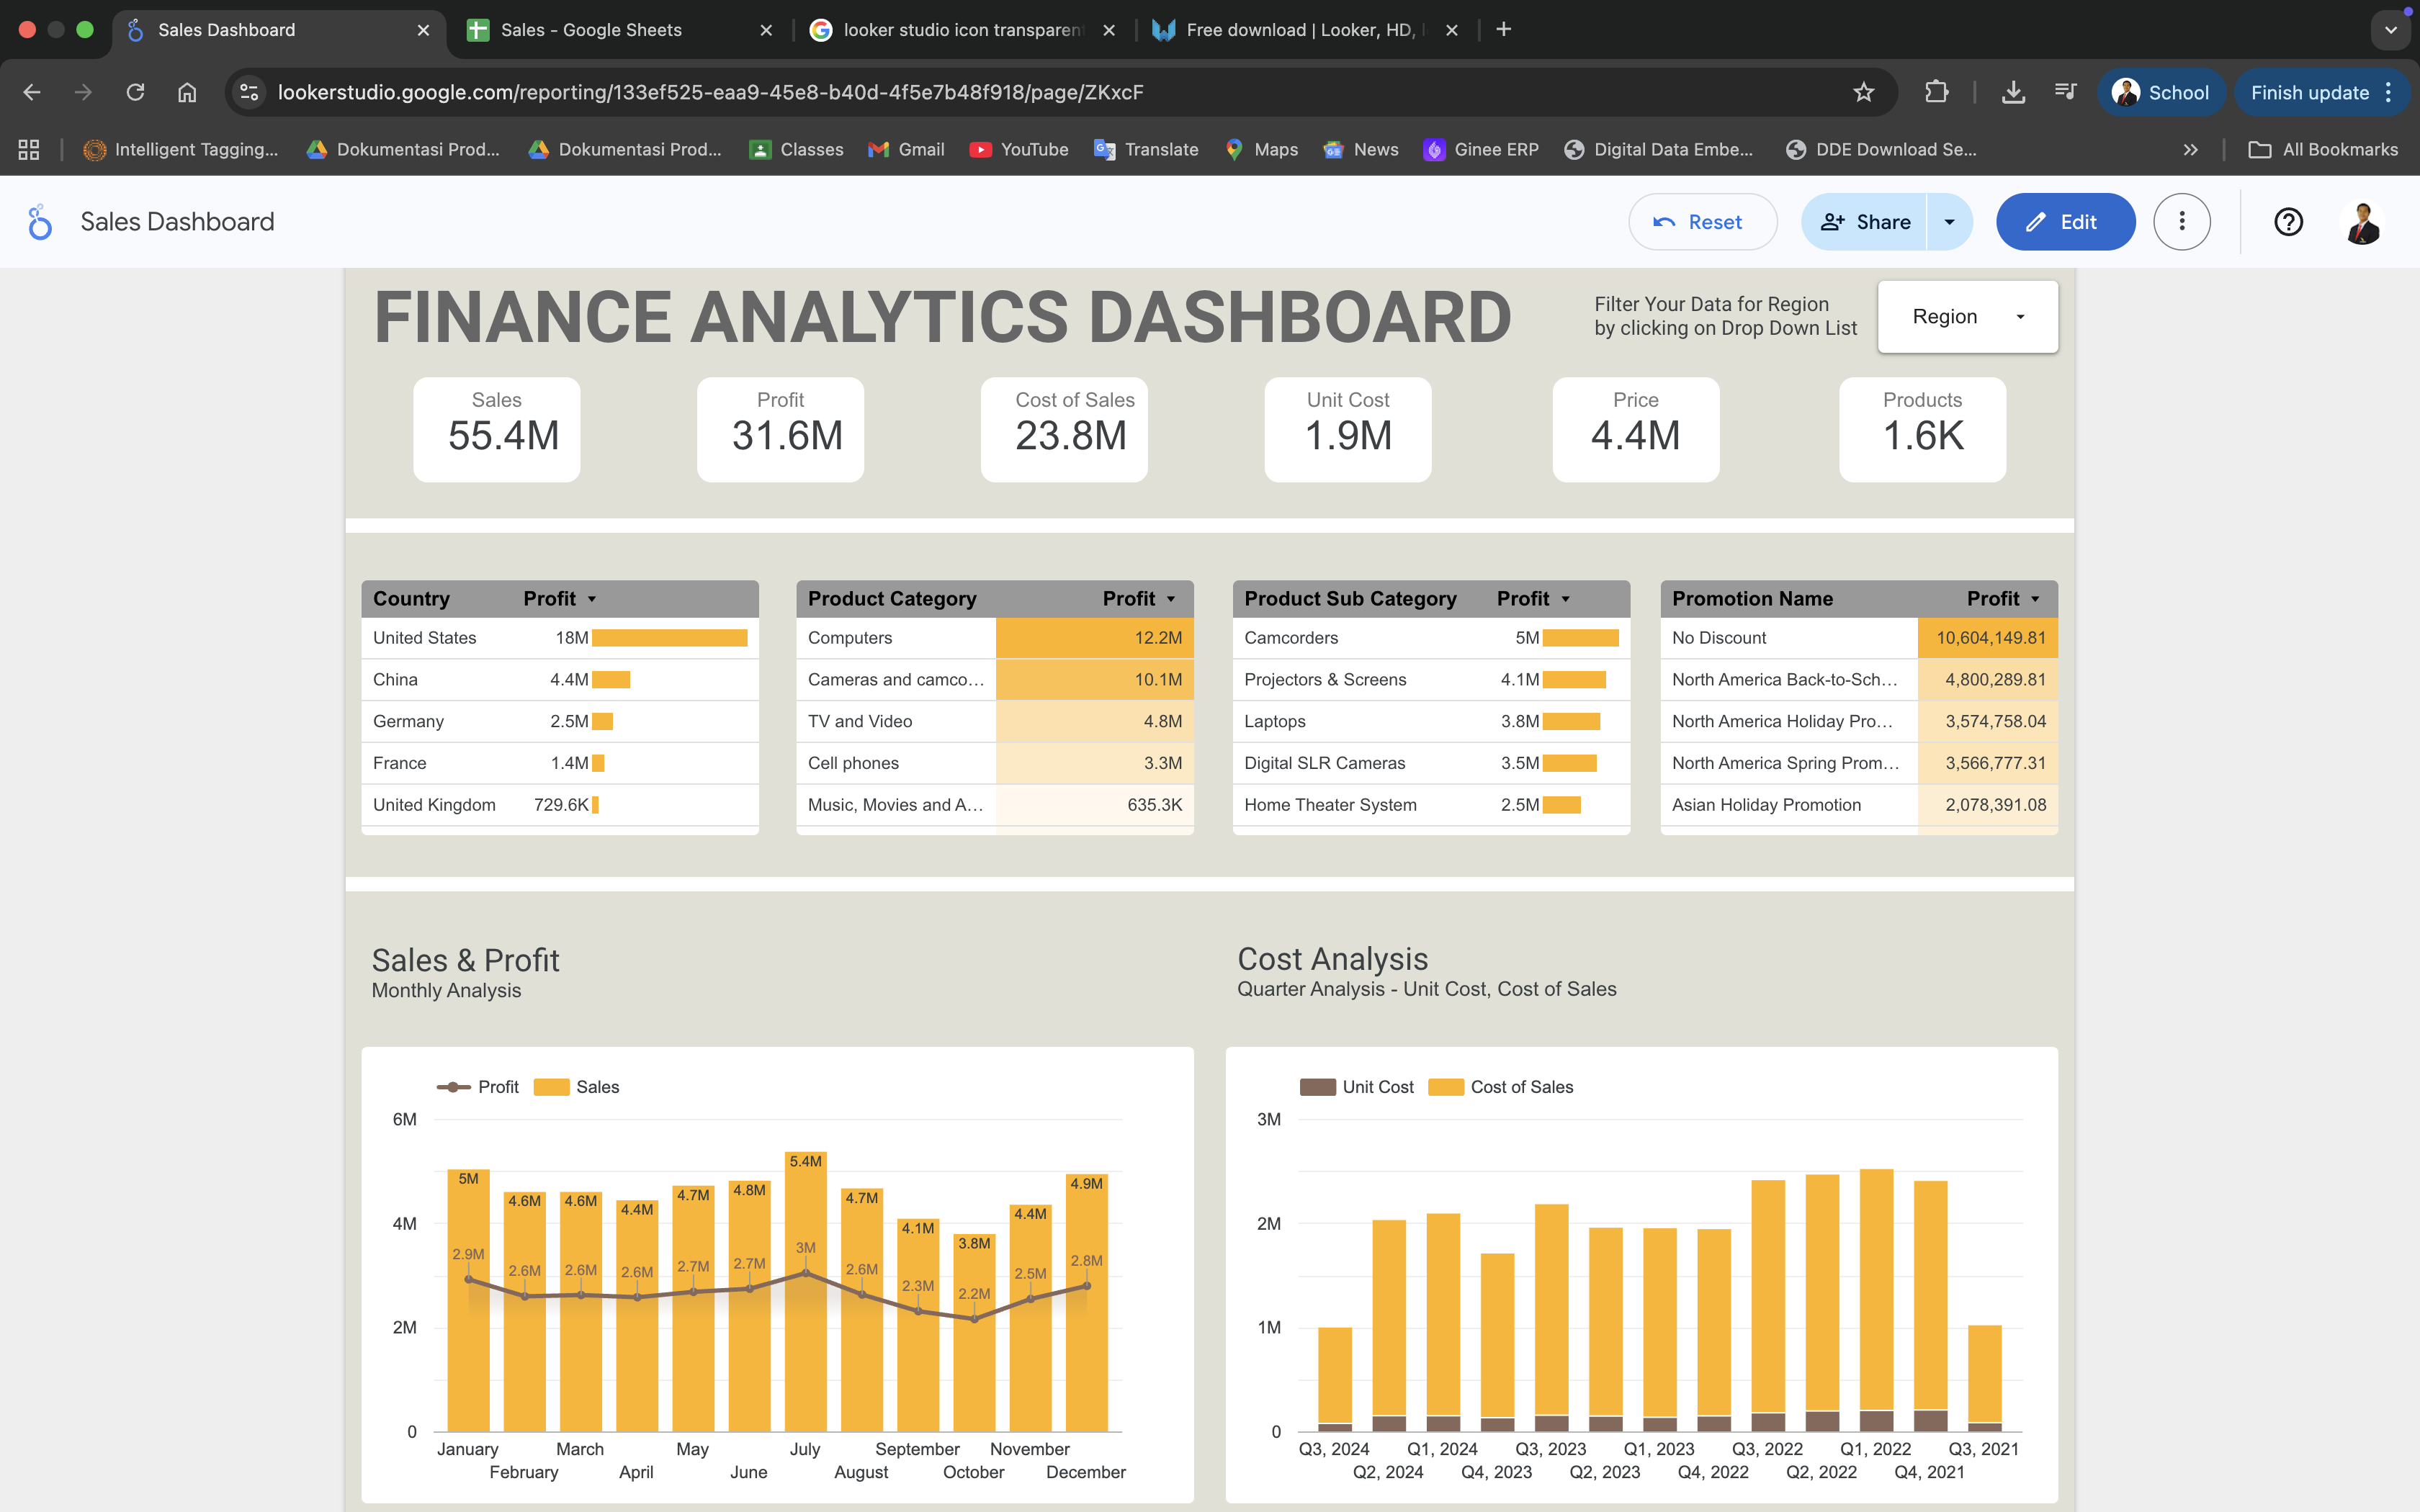 Sales Dashboard
Sales - Google Sheets
looker studio icon transparen
Free download | Looker, HD,
lookerstudio.google.com/reporting/133ef525-eaa9-45e8-b40d-4f5e7b48f918/page/ZKxcF
School
Finish update
Intelligent Tagging...
Dokumentasi Prod...
Dokumentasi Prod...
Classes
Gmail
YouTube
Translate
Maps
News
Ginee ERP
Digital Data Embe...
DDE Download Se...
All Bookmarks
Sales Dashboard
Reset
Share
Edit
FINANCE ANALYTICS DASHBOARD
Filter Your Data for Region
by clicking on Drop Down List
Region
Sales
55.4M
Profit
31.6M
Cost of Sales
23.8M
Unit Cost
1.9M
Price
4.4M
Products
1.6K
Country Profit
United States 18M
China 4.4M
Germany 2.5M
France 1.4M
United Kingdom 729.6K
Product Category Profit
Computers 12.2M
Cameras and camco... 10.1M
TV and Video 4.8M
Cell phones 3.3M
Music, Movies and A... 635.3K
Product Sub Category Profit
Camcorders 5M
Projectors & Screens 4.1M
Laptops 3.8M
Digital SLR Cameras 3.5M
Home Theater System 2.5M
Promotion Name Profit
No Discount 10,604,149.81
North America Back-to-Sch... 4,800,289.81
North America Holiday Pro... 3,574,758.04
North America Spring Prom... 3,566,777.31
Asian Holiday Promotion 2,078,391.08
Sales & Profit
Monthly Analysis
Profit Sales
6M
4M
2M
0
5M 4.6M 4.6M 4.4M 4.7M 4.8M 5.4M 4.7M 4.1M 3.8M 4.4M 4.9M
2.9M 2.6M 2.6M 2.6M 2.7M 2.7M 3M 2.6M 2.3M 2.2M 2.5M 2.8M
January March May July September November
February April June August October December
Cost Analysis
Quarter Analysis - Unit Cost, Cost of Sales
Unit Cost Cost of Sales
3M
2M
1M
0
Q3, 2024 Q1, 2024 Q3, 2023 Q1, 2023 Q3, 2022 Q1, 2022 Q3, 2021
Q2, 2024 Q4, 2023 Q2, 2023 Q4, 2022 Q2, 2022 Q4, 2021